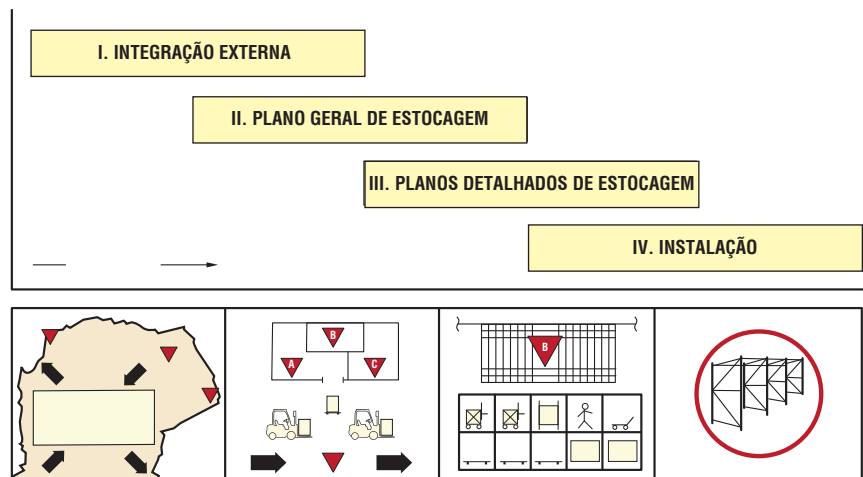 I. INTEGRAÇÃO EXTERNA
II. PLANO GERAL DE ESTOCAGEM
III. PLANOS DETALHADOS DE ESTOCAGEM
IV. INSTALAÇÃO
B
A
C
B